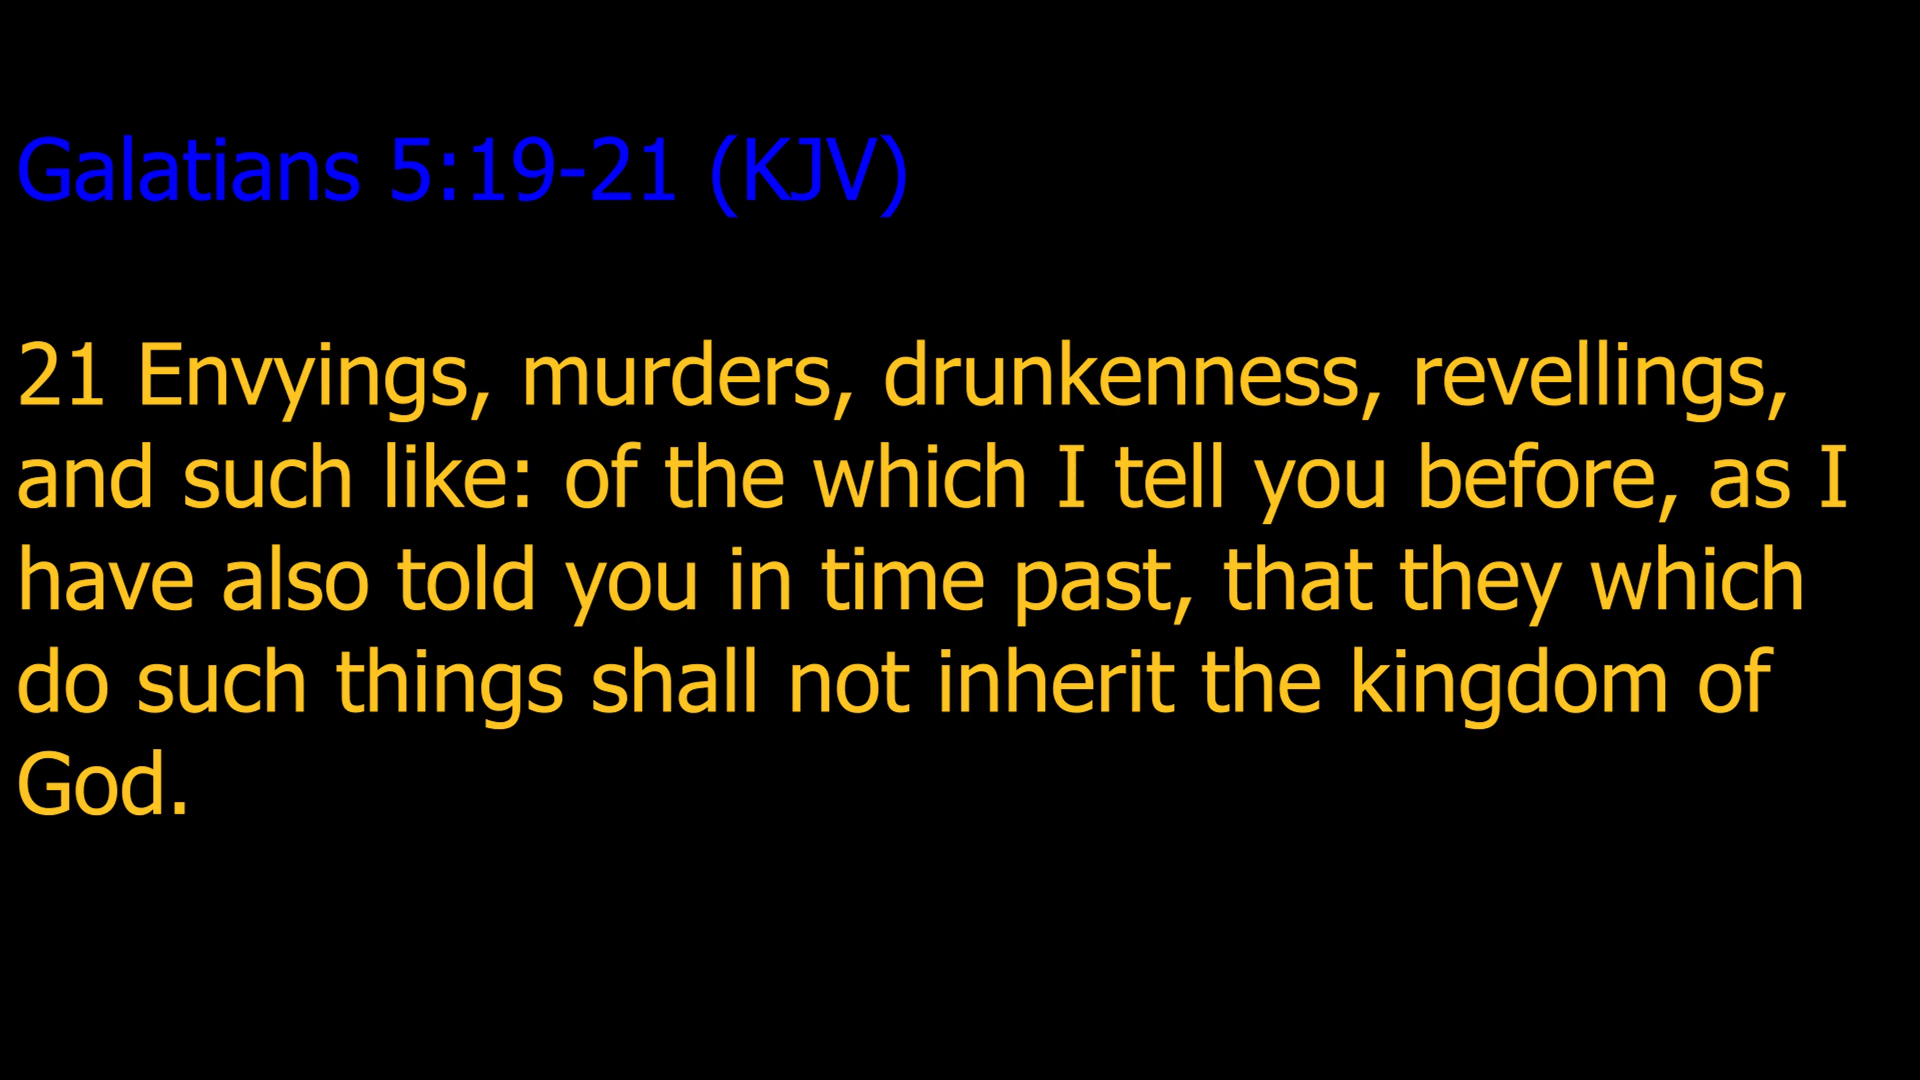 Galatians 5:19-21 (KJV)
21 Envyings, murders, drunkenness, revellings,
and such like: of the which I tell you before, as I
have also told you in time past, that they which
do such things shall not inherit the kingdom of
God.